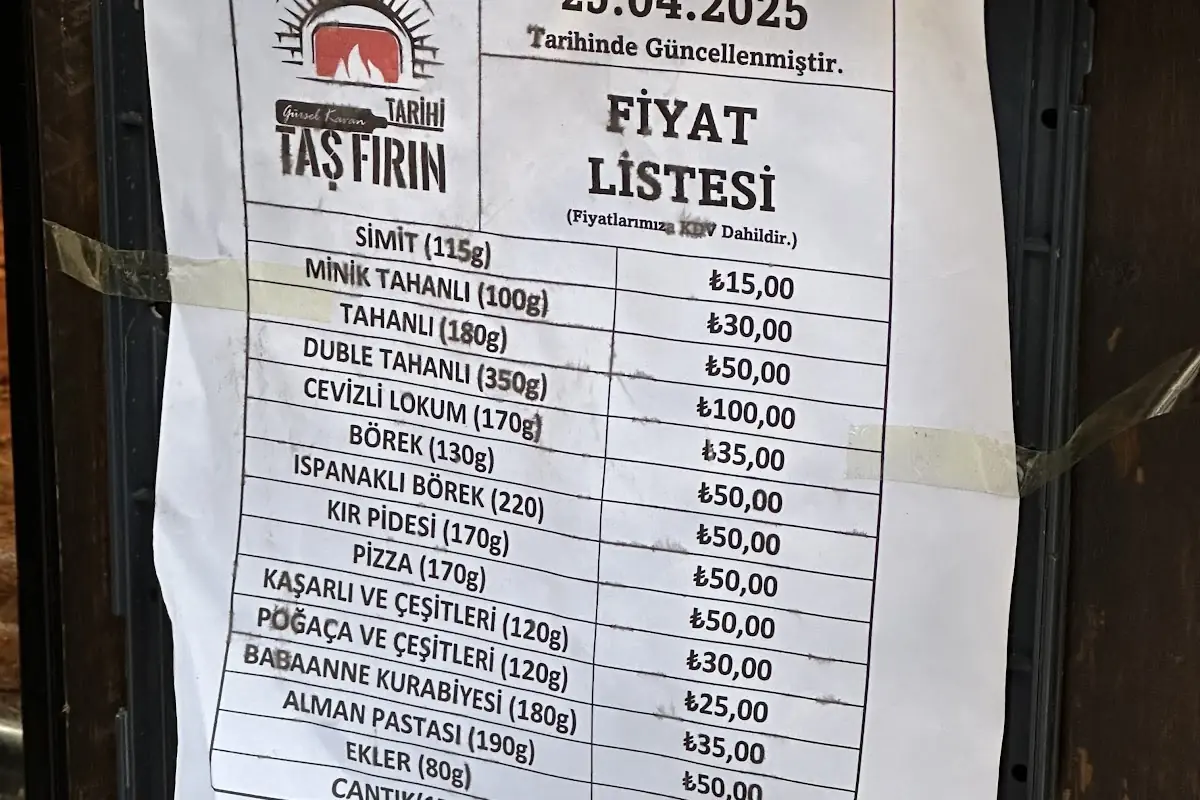 .04.2025
Tarihinde Güncellenmiştir.
Gürsel Kavan
TARİHİ
TAŞ FIRIN
FİYAT
LİSTESİ
(Fiyatlarımıza KDV Dahildir.)
SİMİT (115g) ₺15,00
MİNİK TAHANLI (100g) ₺30,00
TAHANLI (180g) ₺50,00
DUBLE TAHANLI (350g) ₺100,00
CEVİZLİ LOKUM (170g) ₺35,00
BÖREK (130g) ₺50,00
ISPANAKLI BÖREK (220) ₺50,00
KIR PİDESİ (170g) ₺50,00
PİZZA (170g) ₺50,00
KAŞARLI VE ÇEŞİTLERİ (120g) ₺30,00
POĞAÇA VE ÇEŞİTLERİ (120g) ₺25,00
BABAANNE KURABİYESİ (180g) ₺35,00
ALMAN PASTASI (190g) ₺50,00
EKLER (80g)
CANTIK